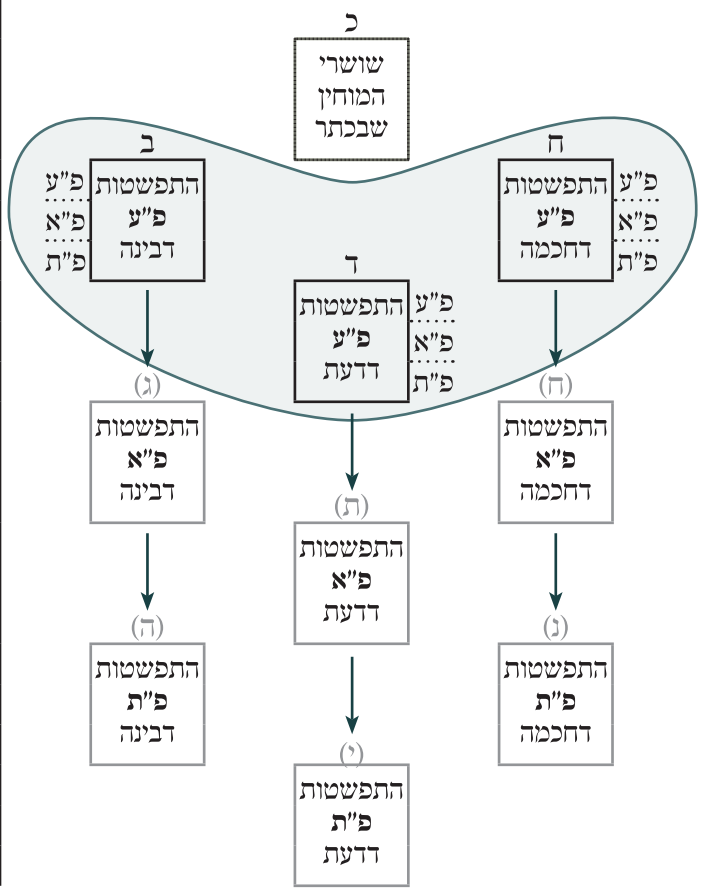 כ
שושרי
המוחין
שבכתר
ח
התפשטות
פ״ע
דחכמה
פ״ע
פ״א
פ״ת
ב
התפשטות
פ״ע
דבינה
פ״ע
פ״א
פ״ת
ד
התפשטות
פ״ע
דדעת
פ״ע
פ״א
פ״ת
(ח)
התפשטות
פ״א
דחכמה
(ג)
התפשטות
פ״א
דבינה
(ת)
התפשטות
פ״א
דדעת
(נ)
התפשטות
פ״ת
דחכמה
(ה)
התפשטות
פ״ת
דבינה
(י)
התפשטות
פ״ת
דדעת